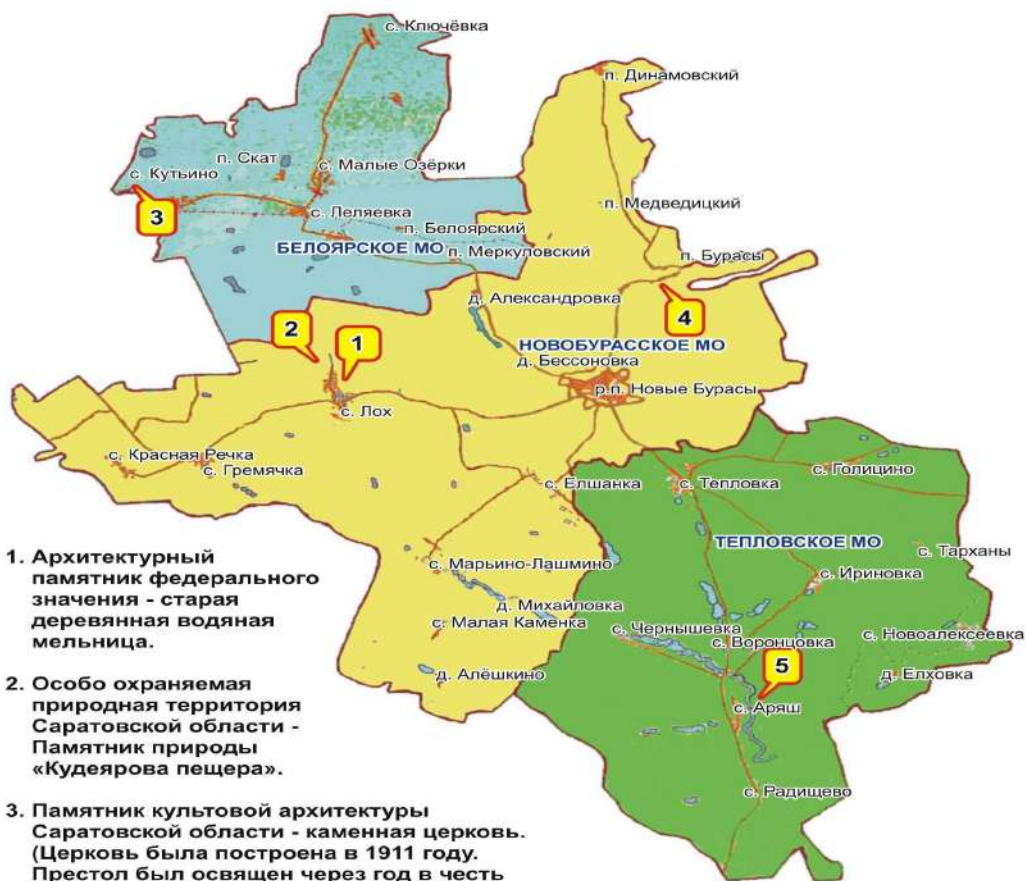 с. Ключёвка
п. Динамовский
п. Скат
с. Малые Озёрки
с. Кутьино
3
с. Леляевка
п. Медведицкий
п. Белоярский
БЕЛОЯРСКОЕ МО
п. Меркуловский
п. Бурасы
д. Александровка
4
2
1
НОВОБУРАССКОЕ МО
д. Бессоновка
р.п. Новые Бурасы
с. Лох
с. Красная Речка
с. Гремячка
с. Голицино
с. Елшанка
с. Тепловка
ТЕПЛОВСКОЕ МО
с. Тарханы
с. Марьино-Лашмино
с. Ириновка
д. Михайловка
с. Малая Каменка
с. Чернышевка
с. Воронцовка
с. Новоалексеевка
5
д. Алёшкино
д. Елховка
с. Аряш
с. Радищево
1. Архитектурный
памятник федерального
значения - старая
деревянная водяная
мельница.
2. Особо охраняемая
природная территория
Саратовской области -
Памятник природы
«Кудеярова пещера».
3. Памятник культовой архитектуры
Саратовской области - каменная церковь.
(Церковь была построена в 1911 году.
Престол был освящен через год в честь